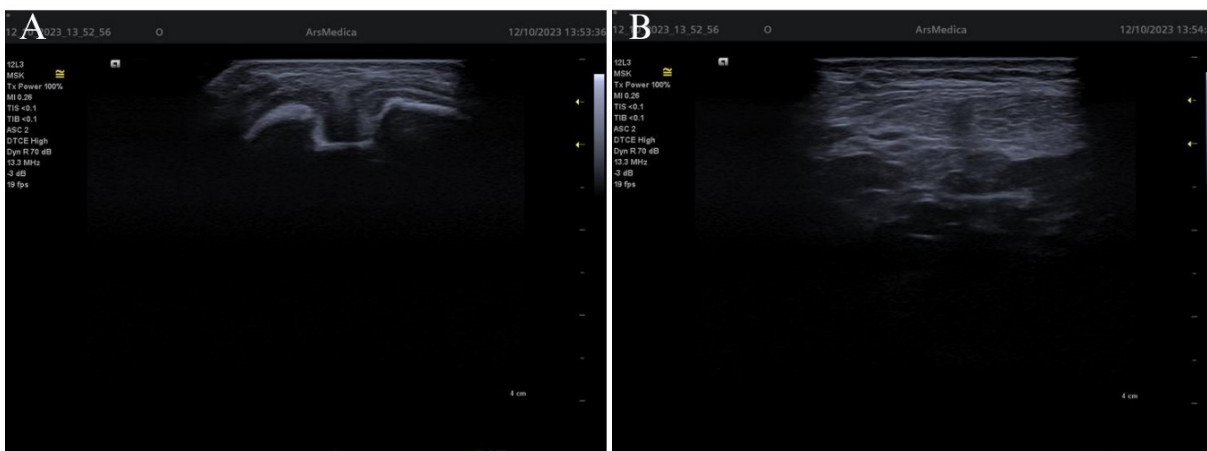 A
12_10_2023_13_52_56 O ArsMedica 12/10/2023 13:53:36
12L3
MSK
Tx Power 100%
MI 0.26
TIS <0.1
TIB <0.1
ASC 2
DTCE High
Dyn R 70 dB
13.3 MHz
-3 dB
19 fps
4 cm
B
12_10_2023_13_52_56 O ArsMedica 12/10/2023 13:54:
12L3
MSK
Tx Power 100%
MI 0.26
TIS <0.1
TIB <0.1
ASC 2
DTCE High
Dyn R 70 dB
13.3 MHz
-3 dB
19 fps
4 cm